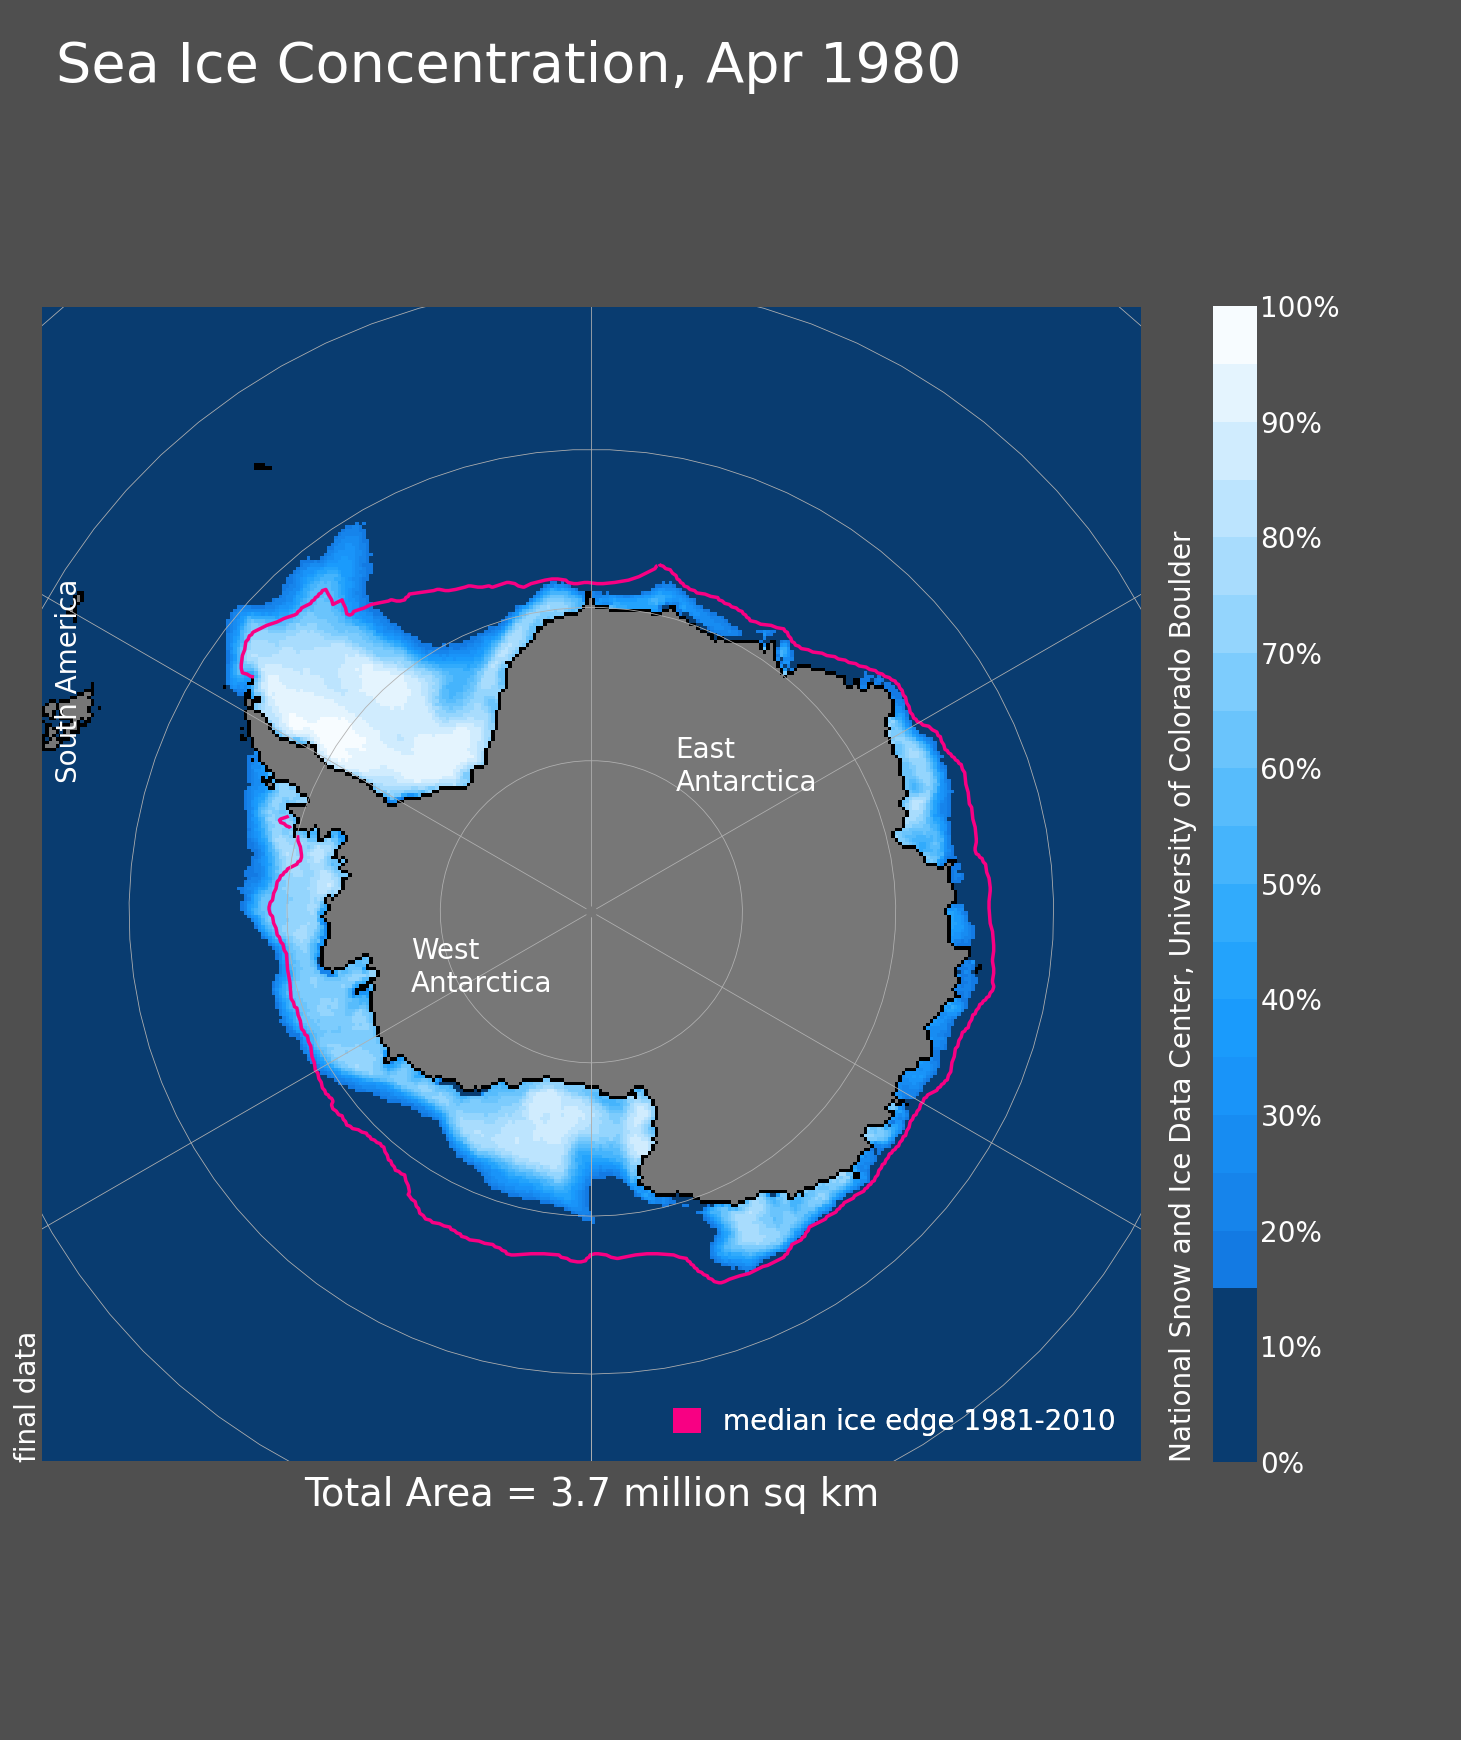 Sea Ice Concentration, Apr 1980
South America
East
Antarctica
West
Antarctica
final data
median ice edge 1981-2010
Total Area = 3.7 million sq km
National Snow and Ice Data Center, University of Colorado Boulder
100%
90%
80%
70%
60%
50%
40%
30%
20%
10%
0%